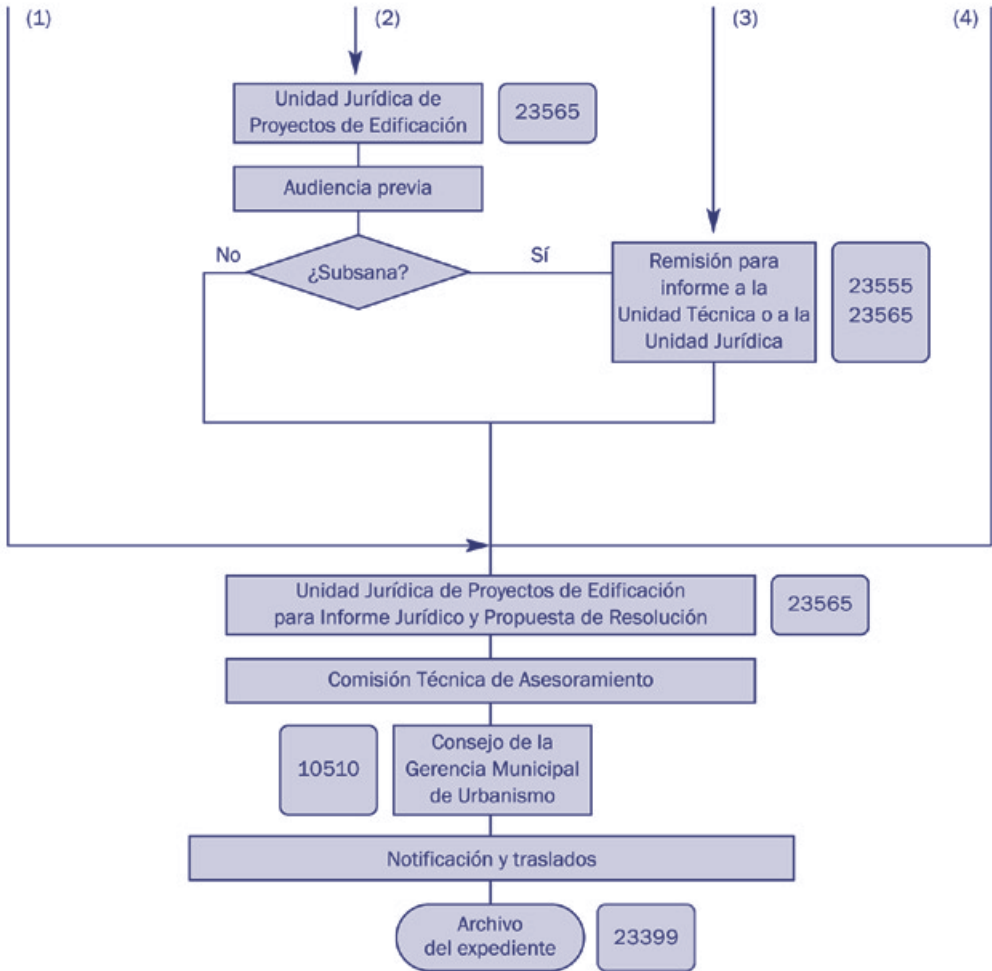 (1)
(2)
(3)
(4)
Unidad Jurídica de
Proyectos de Edificación
23565
Audiencia previa
No
¿Subsana?
Sí
Remisión para
informe a la
Unidad Técnica o a la
Unidad Jurídica
23555
23565
Unidad Jurídica de Proyectos de Edificación
para Informe Jurídico y Propuesta de Resolución
23565
Comisión Técnica de Asesoramiento
10510
Consejo de la
Gerencia Municipal
de Urbanismo
Notificación y traslados
Archivo
del expediente
23399